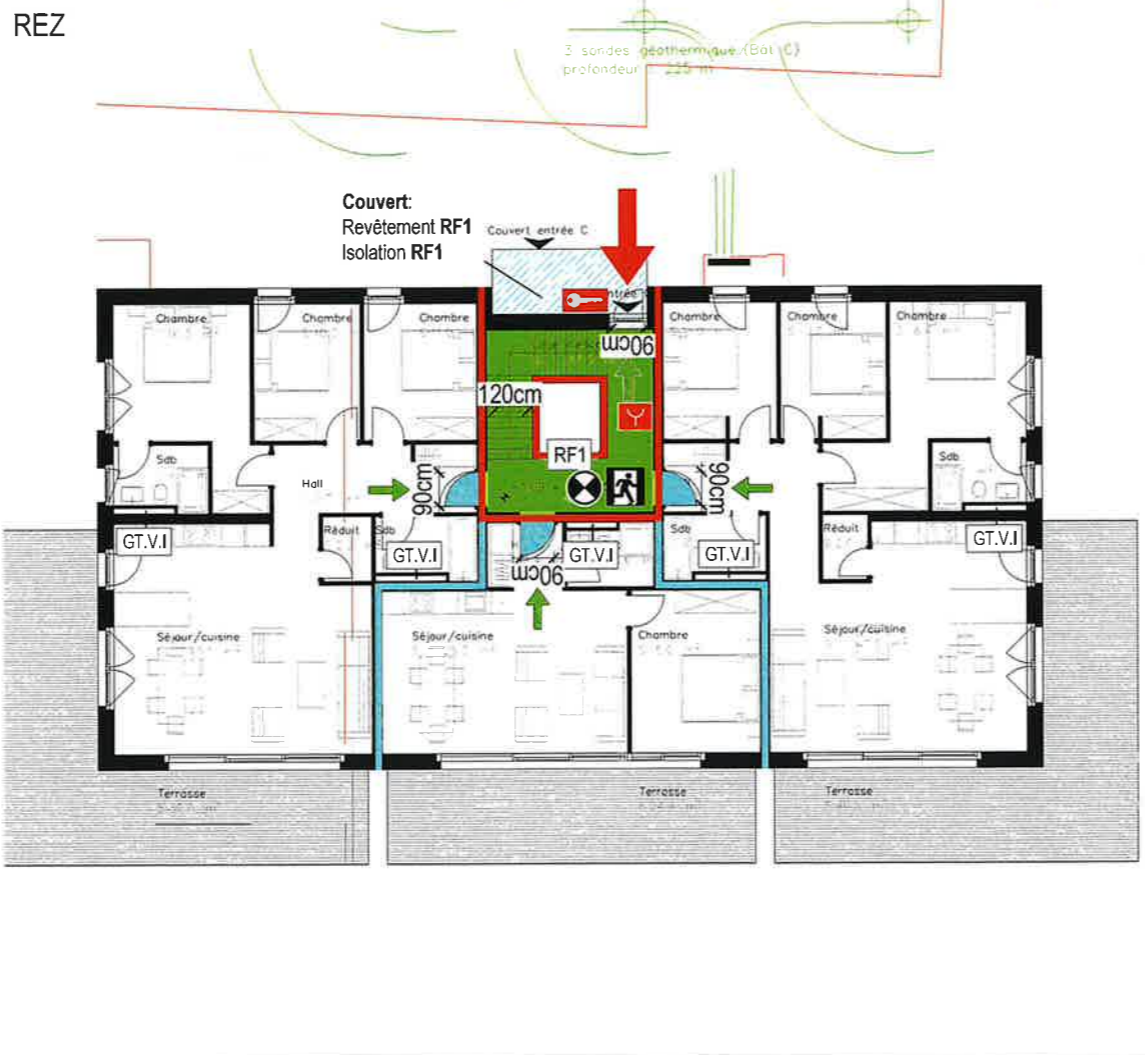 REZ
3 sondes géothermique (Bât C)
profondeur 225 m
Couvert:
Revêtement RF1
Isolation RF1
Couvert entrée C
Chambre
Chambre
Chambre
Chambre
Chambre
Chambre
90cm
120cm
RF1
Sdb
Hall
90cm
90cm
Sdb
GT.V.I
Réduit
Sdb
GT.V.I
GT.V.I
Sdb
GT.V.I
Réduit
GT.V.I
90cm
Séjour/cuisine
Séjour/cuisine
Chambre
Séjour/cuisine
Terrasse
Terrasse
Terrasse